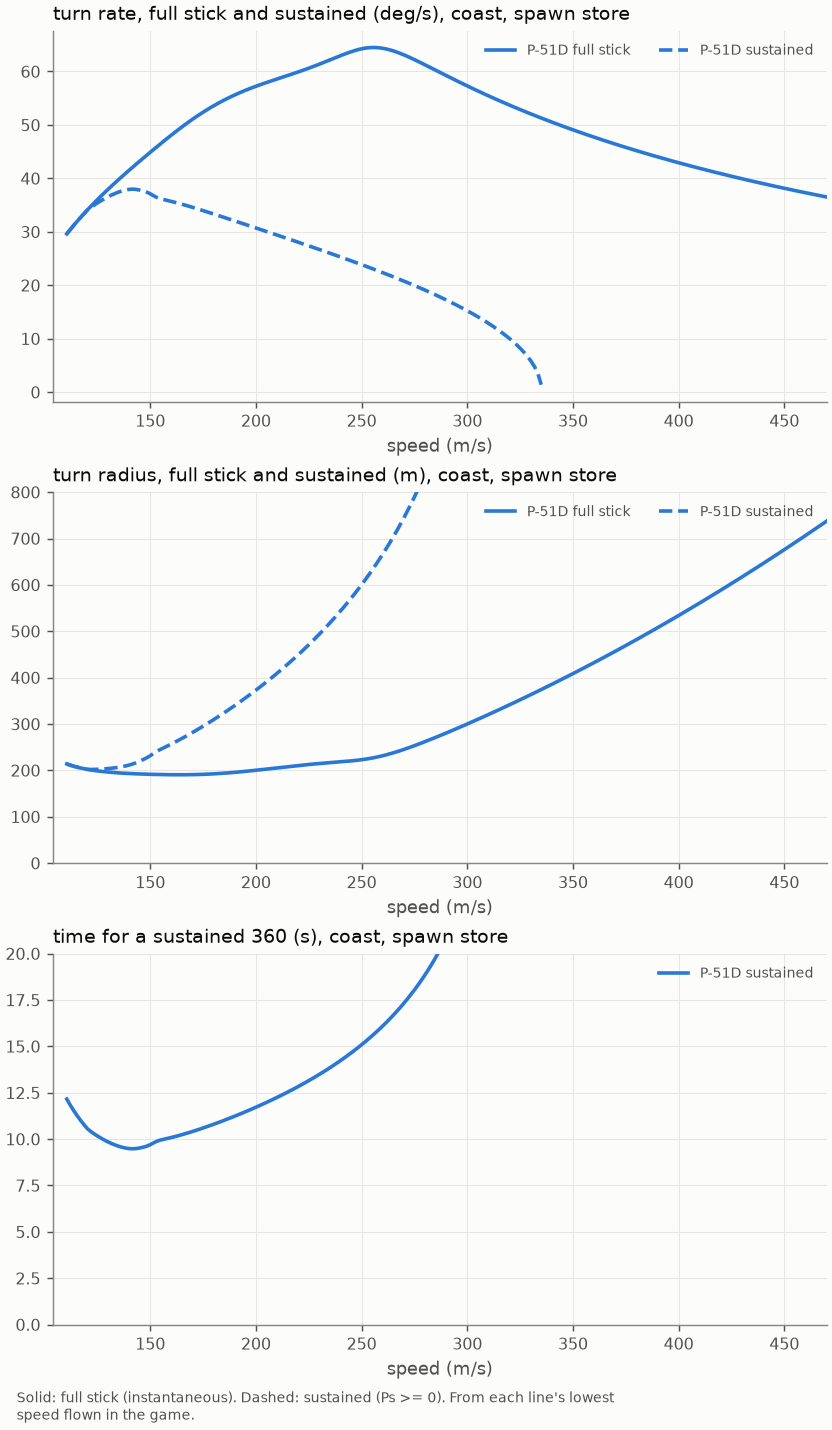 turn rate, full stick and sustained (deg/s), coast, spawn store
P-51D full stick
P-51D sustained
60
50
40
30
20
10
0
150 200 250 300 350 400 450
speed (m/s)
turn radius, full stick and sustained (m), coast, spawn store
P-51D full stick
P-51D sustained
800
700
600
500
400
300
200
100
0
150 200 250 300 350 400 450
speed (m/s)
time for a sustained 360 (s), coast, spawn store
P-51D sustained
20.0
17.5
15.0
12.5
10.0
7.5
5.0
2.5
0.0
150 200 250 300 350 400 450
speed (m/s)
Solid: full stick (instantaneous). Dashed: sustained (Ps >= 0). From each line's lowest
speed flown in the game.